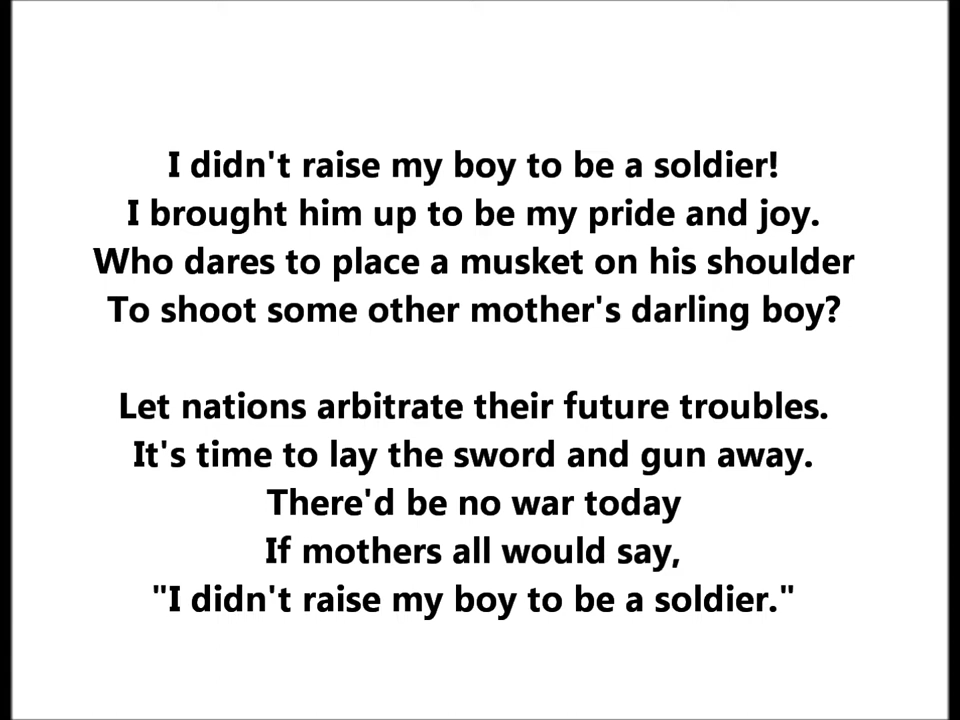 I didn't raise my boy to be a soldier!
I brought him up to be my pride and joy.
Who dares to place a musket on his shoulder
To shoot some other mother's darling boy?
Let nations arbitrate their future troubles.
It's time to lay the sword and gun away.
There'd be no war today
If mothers all would say,
"I didn't raise my boy to be a soldier."